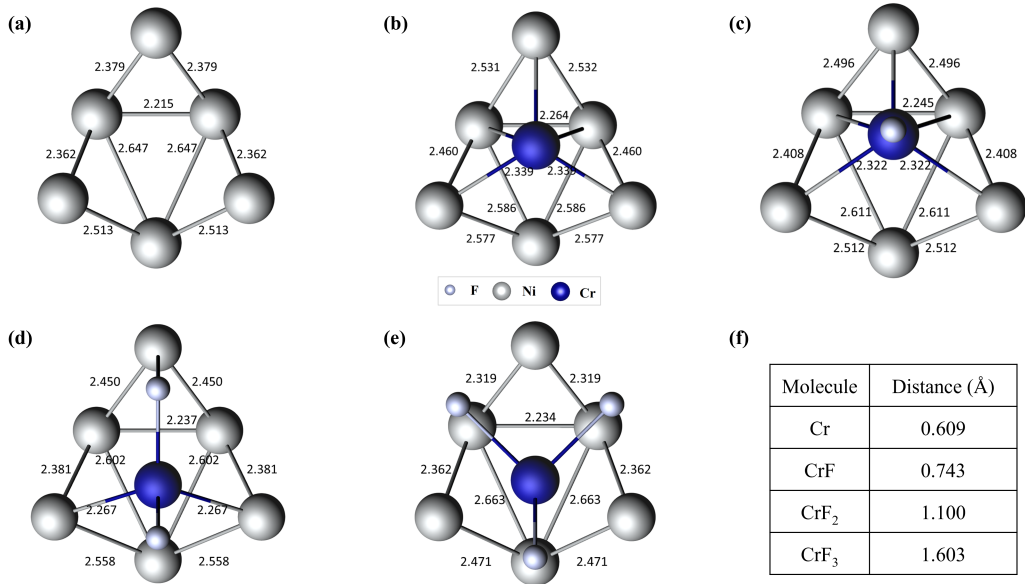 (a)
2.379 2.379
2.215
2.362 2.647 2.647 2.362
2.513 2.513
(b)
2.531 2.532
2.264
2.460 2.460
2.339 2.339
2.586 2.586
2.577 2.577
(c)
2.496 2.496
2.245
2.408 2.408
2.322 2.322
2.611 2.611
2.512 2.512
F Ni Cr
(d)
2.450 2.450
2.237
2.381 2.602 2.602 2.381
2.267 2.267
2.558 2.558
(e)
2.319 2.319
2.234
2.362 2.362
2.663 2.663
2.471 2.471
(f)
Molecule Distance (Å)
Cr 0.609
CrF 0.743
CrF₂ 1.100
CrF₃ 1.603